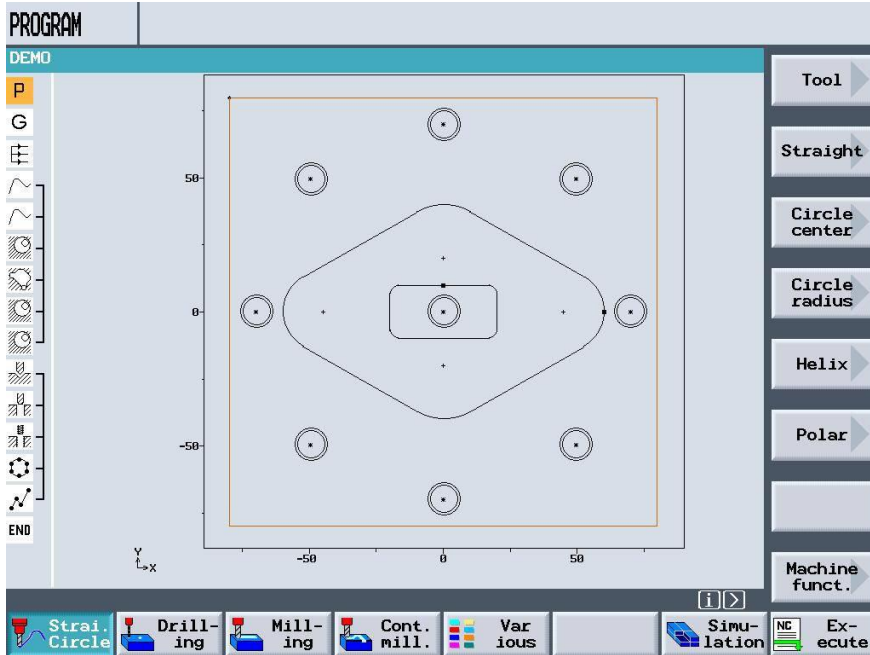 PROGRAM
DEMO
P
G
END
50
0
-50
-50
0
50
Y
X
Tool
Straight
Circle
center
Circle
radius
Helix
Polar
Machine
funct.
i
Strai.
Circle
Drill-
ing
Mill-
ing
Cont.
mill.
Var
ious
Simu-
lation
NC
Ex-
ecute